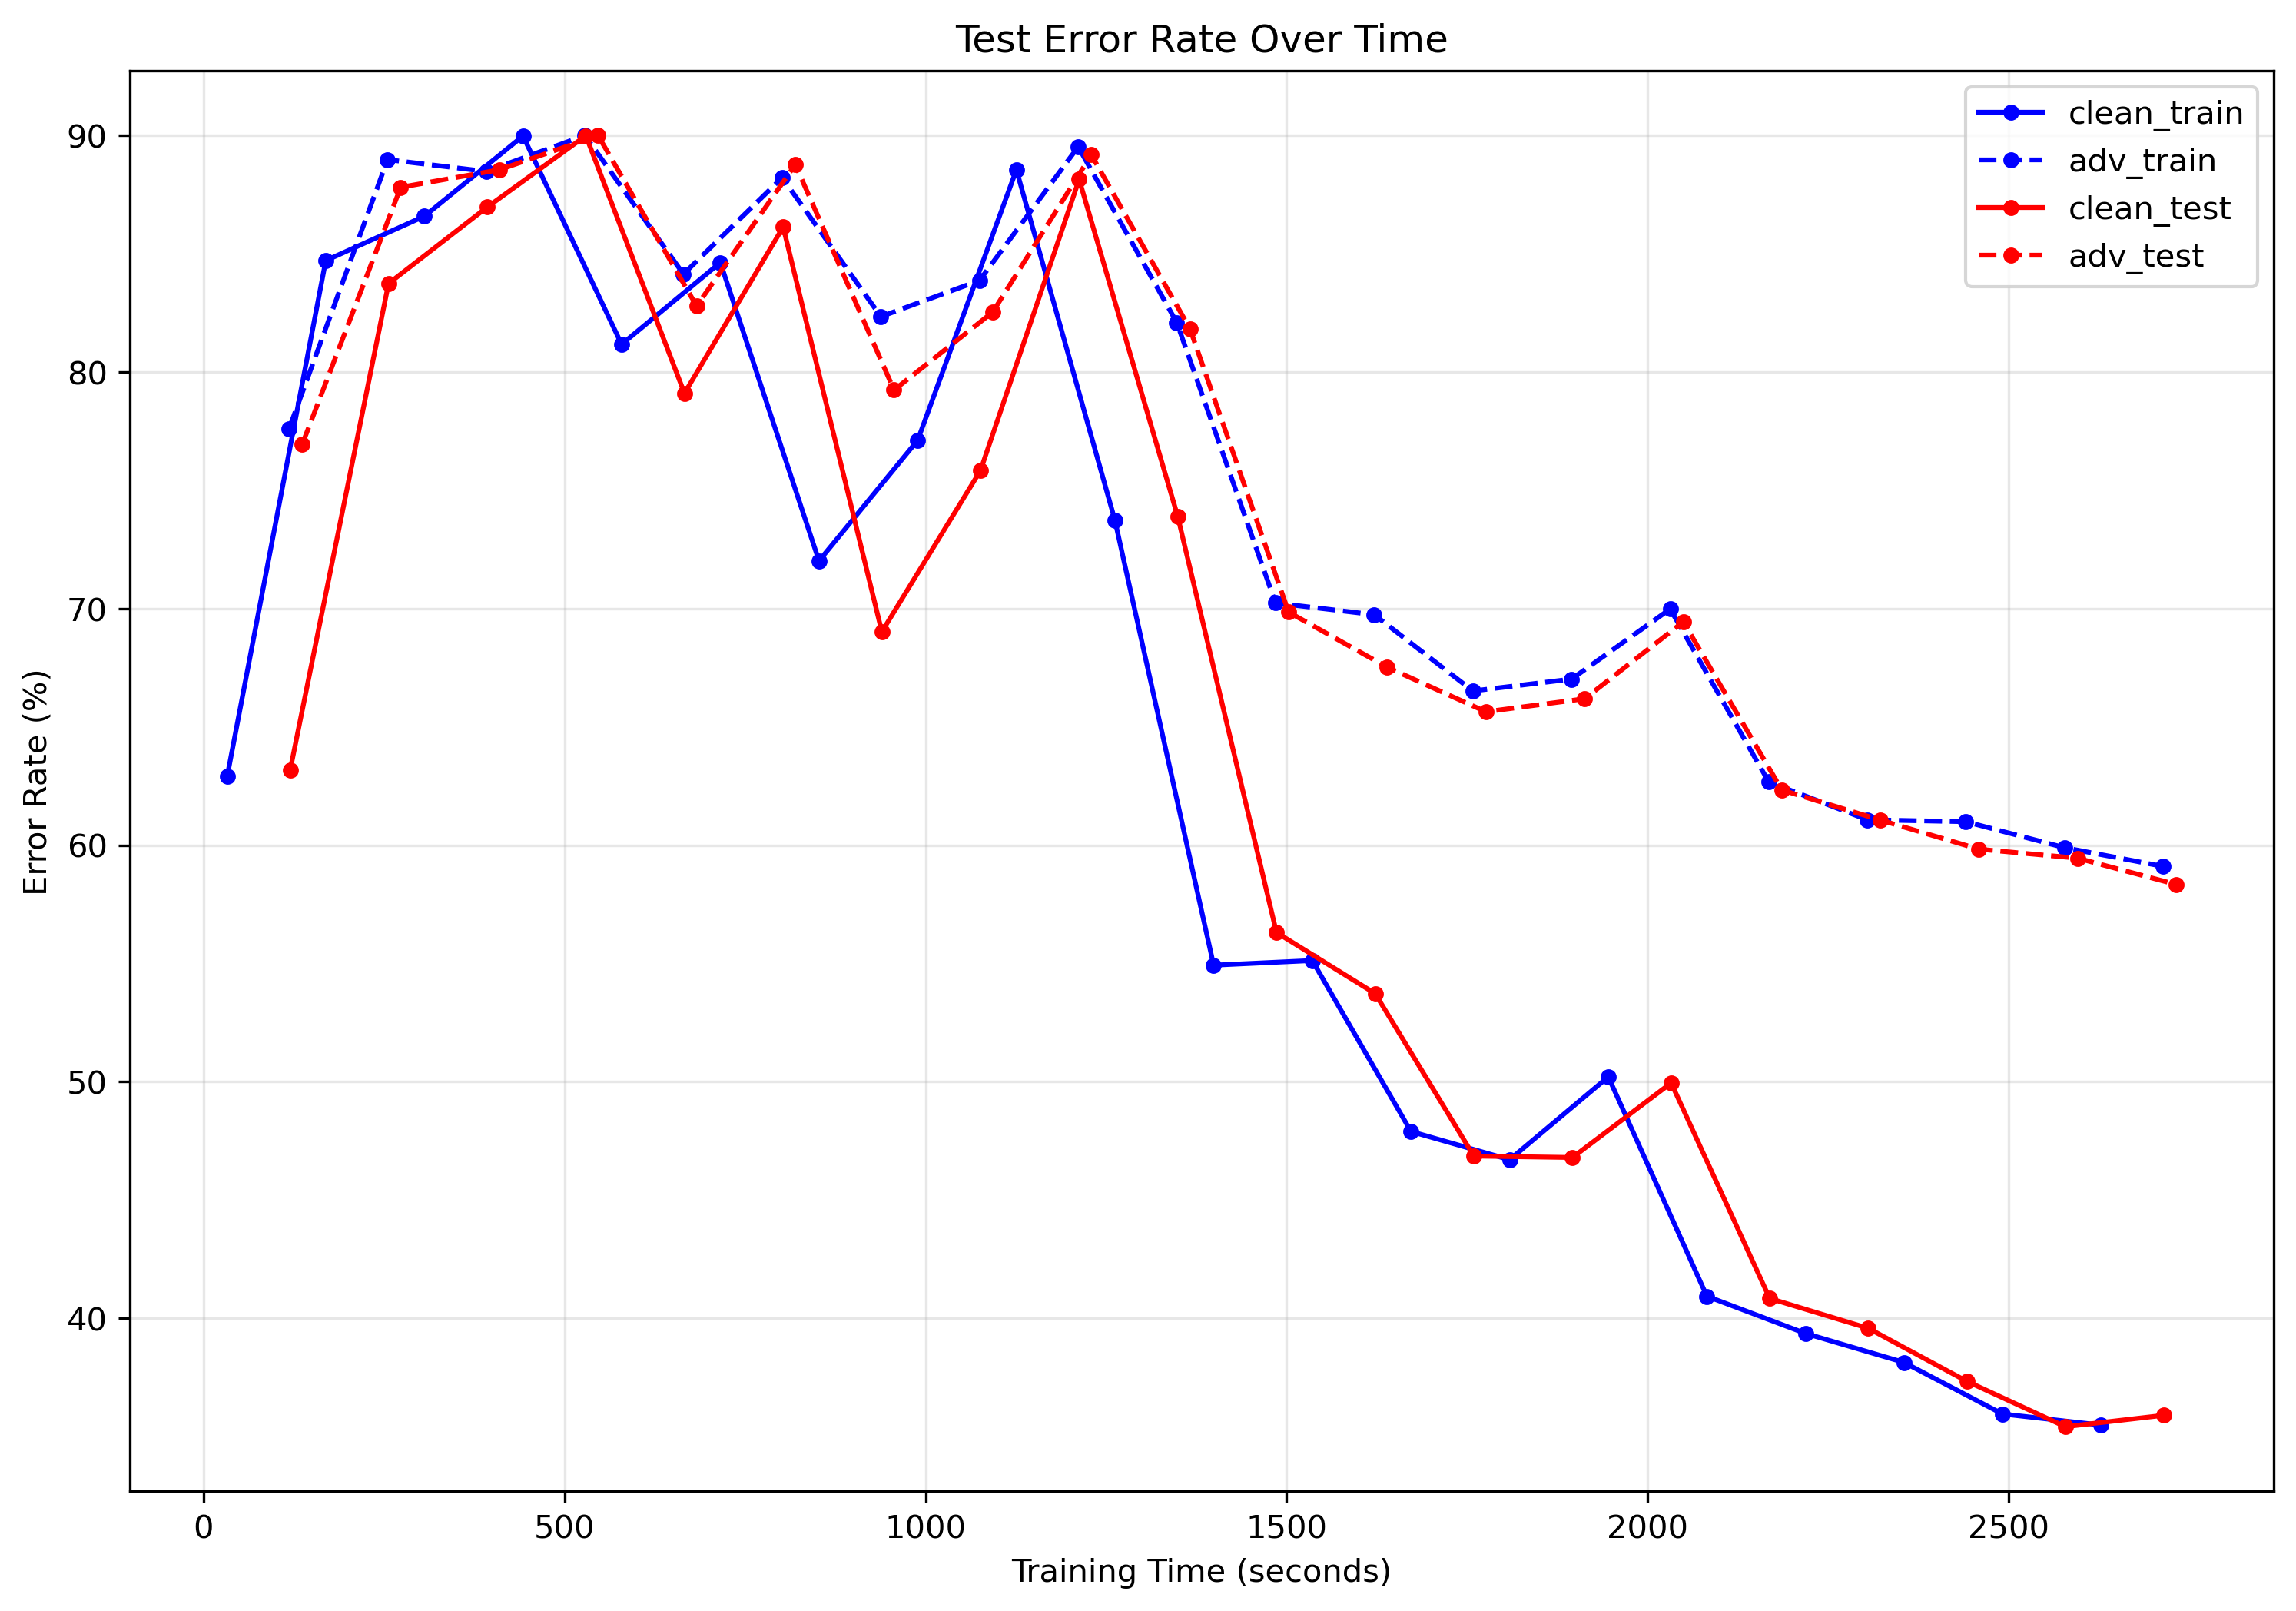 Test Error Rate Over Time
clean_train
adv_train
clean_test
adv_test
Error Rate (%)
90
80
70
60
50
40
0 500 1000 1500 2000 2500
Training Time (seconds)